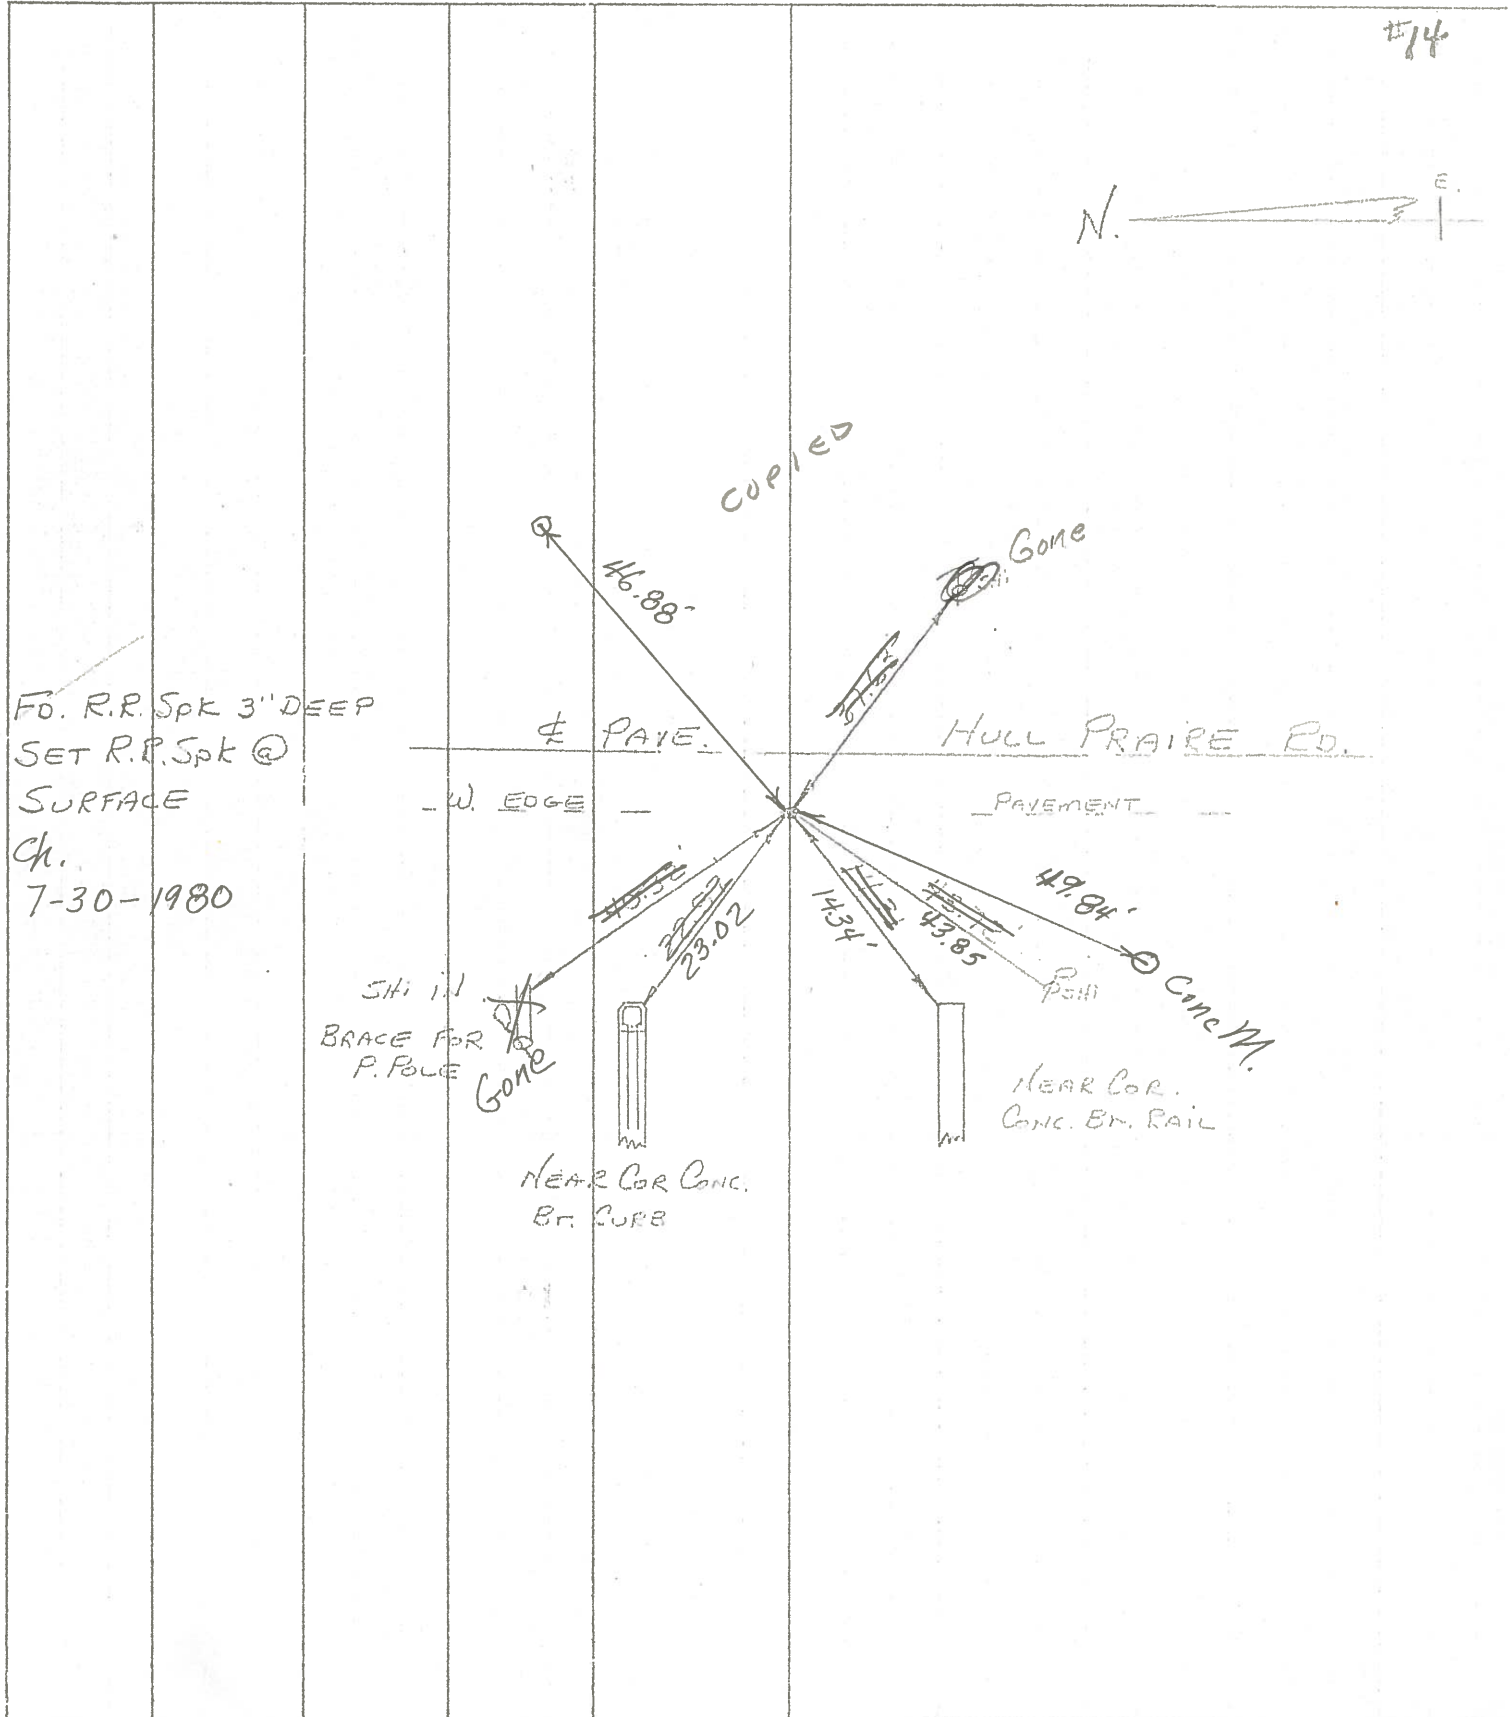 #14
E.
N.
COPIED
Gone
46.88'
FD. R.R. Spk 3" DEEP
SET R.R. Spk @
SURFACE
Ch.
7-30-1980
℄ PAVE.
HULL PRAIRE RD.
W. EDGE
PAVEMENT
49.84'
23.02
14.34'
43.85
SHi iN
BRACE FOR
P. POLE
Gone
Conc M.
NEAR COR.
CONC. Br. RAIL
NEAR COR CONC.
Br. CURB